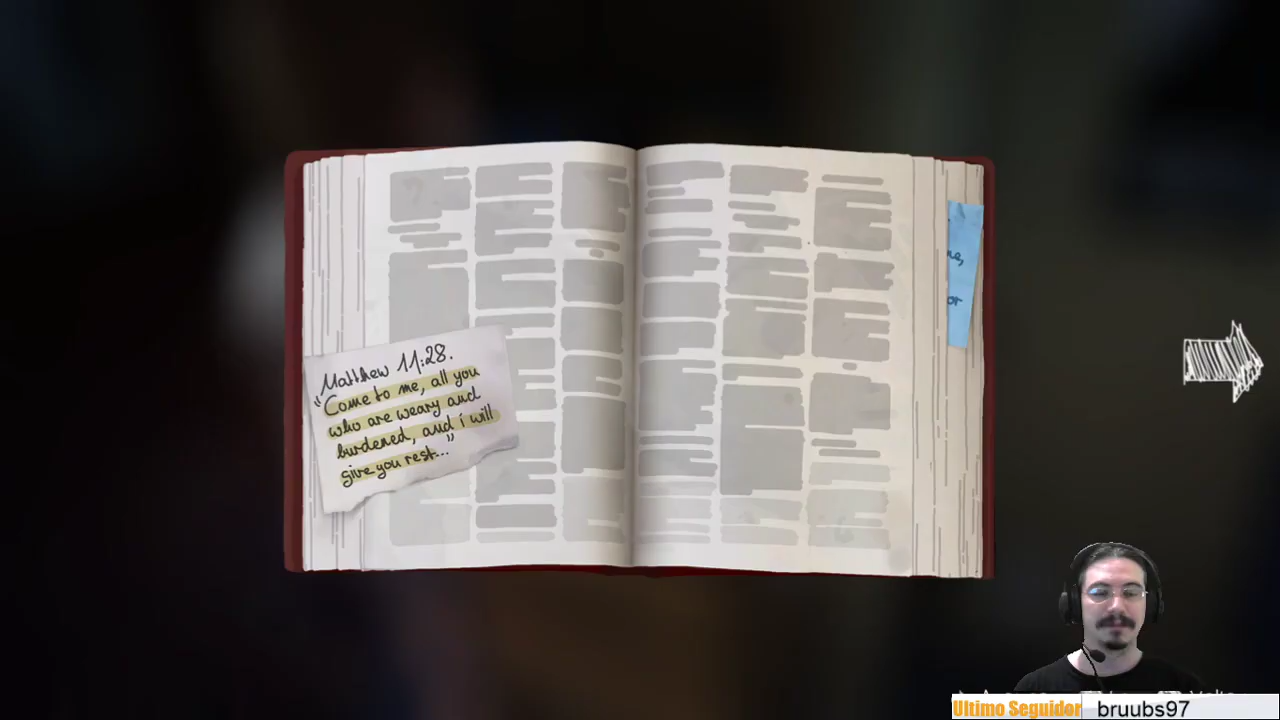 Matthew 11:28.
"Come to me, all you
who are weary and
burdened, and i will
give you rest..."
or
Ultimo Seguidor bruubs97